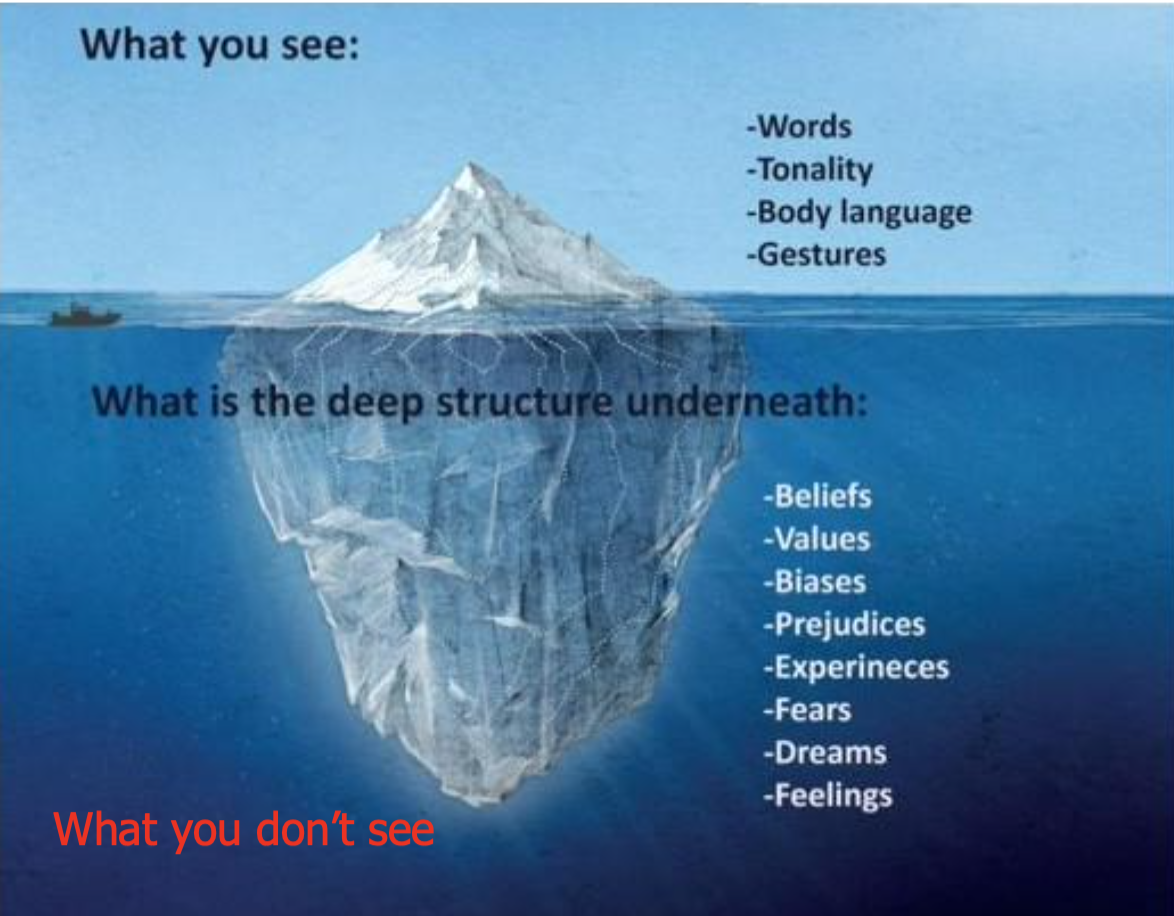 What you see:
-Words
-Tonality
-Body language
-Gestures
What is the deep structure underneath:
-Beliefs
-Values
-Biases
-Prejudices
-Experineces
-Fears
-Dreams
-Feelings
What you don’t see